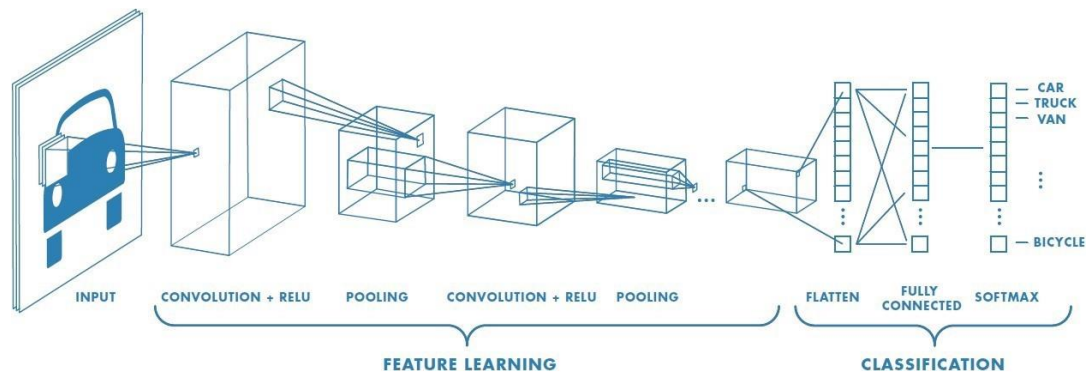 CAR
TRUCK
VAN
BICYCLE
INPUT
CONVOLUTION + RELU
POOLING
CONVOLUTION + RELU
POOLING
FLATTEN
FULLY
CONNECTED
SOFTMAX
FEATURE LEARNING
CLASSIFICATION